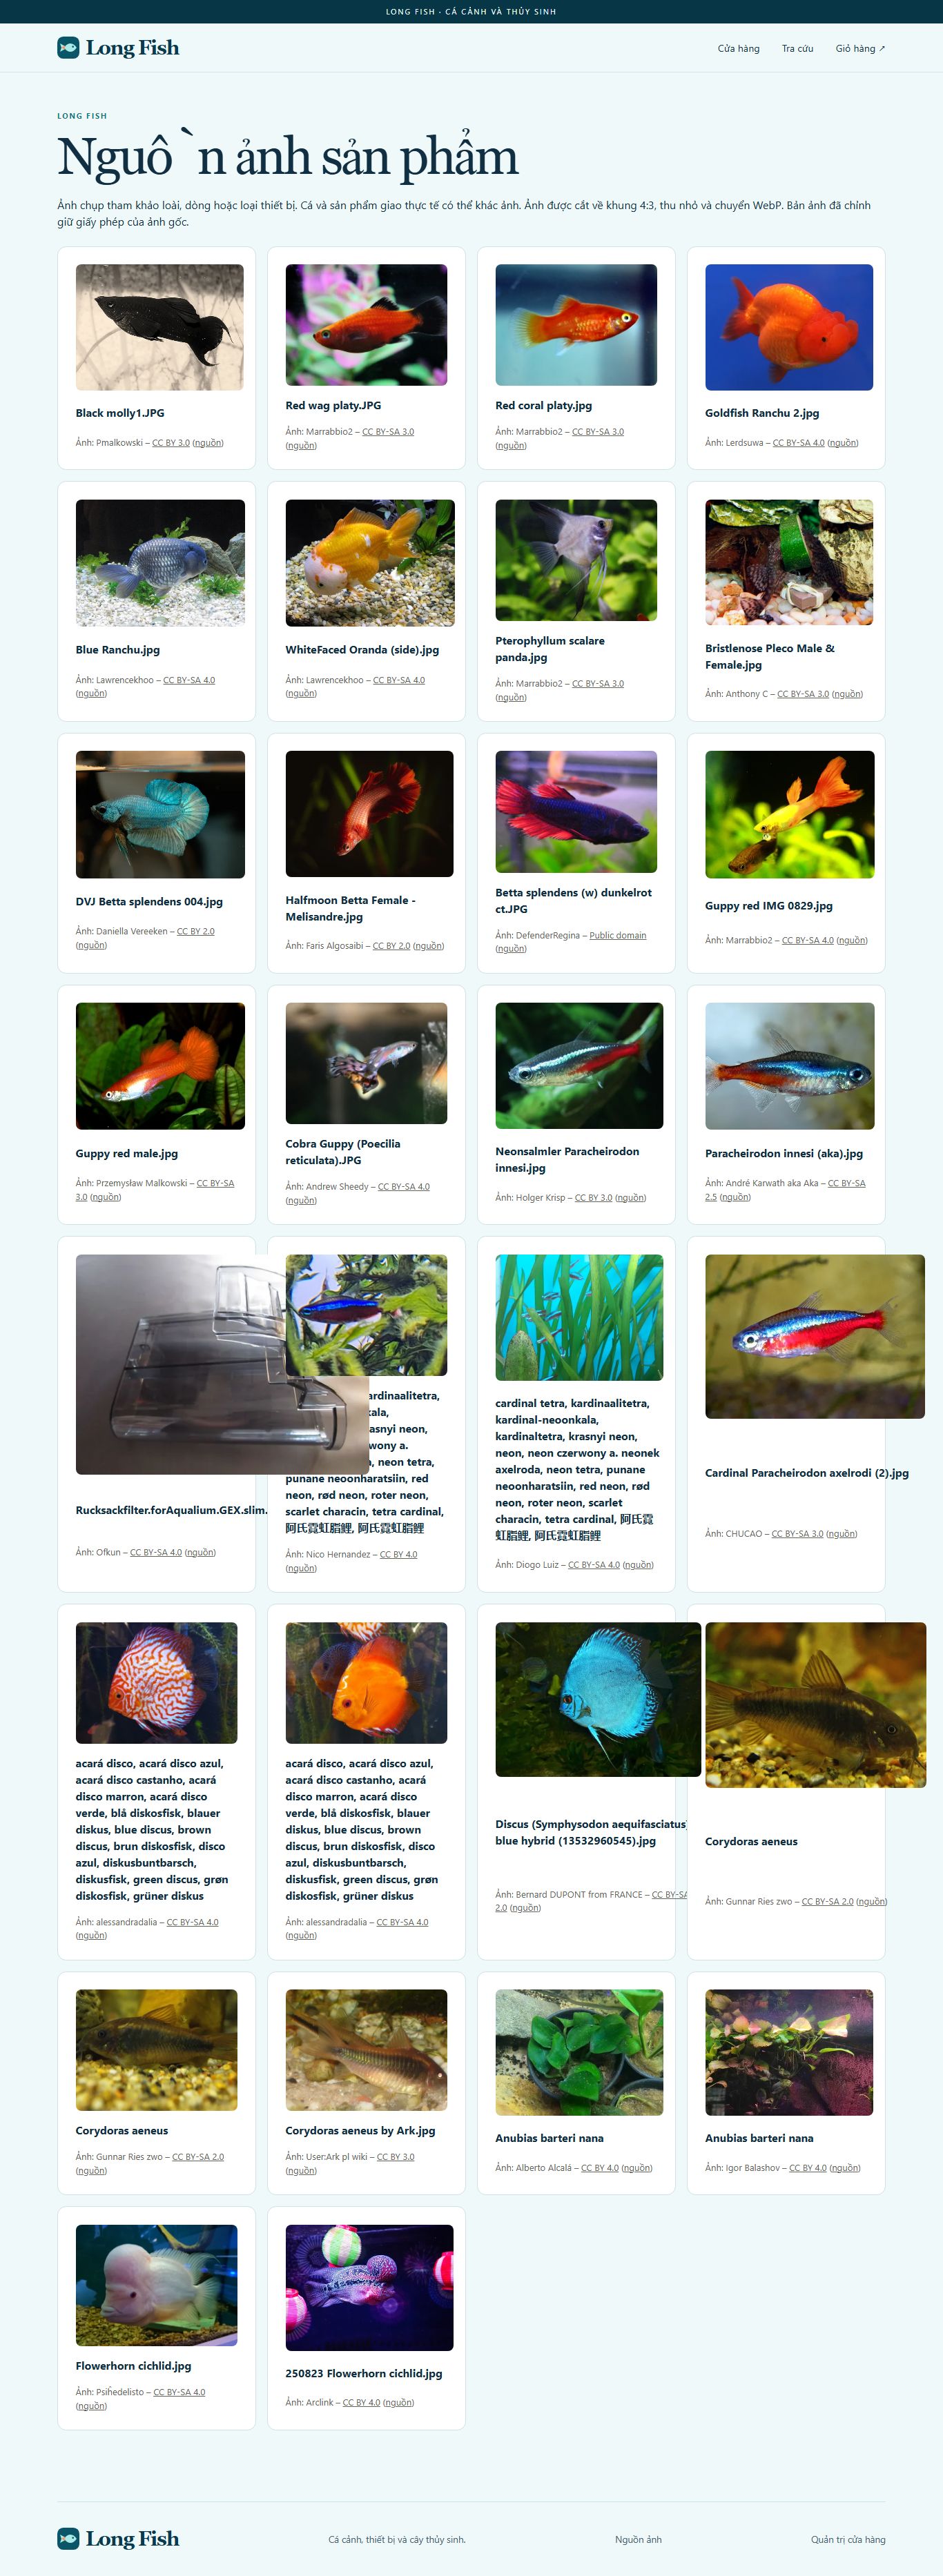 LONG FISH · CÁ CẢNH VÀ THỦY SINH
Long Fish
Cửa hàng
Tra cứu
Giỏ hàng ↗
LONG FISH
Nguồn ảnh sản phẩm
Ảnh chụp tham khảo loài, dòng hoặc loại thiết bị. Cá và sản phẩm giao thực tế có thể khác ảnh. Ảnh được cắt về khung 4:3, thu nhỏ và chuyển WebP. Bản ảnh đã chỉnh
giữ giấy phép của ảnh gốc.
Black molly1.JPG
Ảnh: Pmalkowski – CC BY 3.0 (nguồn)
Red wag platy.JPG
Ảnh: Marrabbio2 – CC BY-SA 3.0
(nguồn)
Red coral platy.jpg
Ảnh: Marrabbio2 – CC BY-SA 3.0
(nguồn)
Goldfish Ranchu 2.jpg
Ảnh: Lerdsuwa – CC BY-SA 4.0 (nguồn)
Blue Ranchu.jpg
Ảnh: Lawrencekhoo – CC BY-SA 4.0
(nguồn)
WhiteFaced Oranda (side).jpg
Ảnh: Lawrencekhoo – CC BY-SA 4.0
(nguồn)
Pterophyllum scalare
panda.jpg
Ảnh: Marrabbio2 – CC BY-SA 3.0
(nguồn)
Bristlenose Pleco Male &
Female.jpg
Ảnh: Anthony C – CC BY-SA 3.0 (nguồn)
DVJ Betta splendens 004.jpg
Ảnh: Daniella Vereeken – CC BY 2.0
(nguồn)
Halfmoon Betta Female -
Melisandre.jpg
Ảnh: Faris Algosaibi – CC BY 2.0 (nguồn)
Betta splendens (w) dunkelrot
ct.JPG
Ảnh: DefenderRegina – Public domain
(nguồn)
Guppy red IMG 0829.jpg
Ảnh: Marrabbio2 – CC BY-SA 4.0 (nguồn)
Guppy red male.jpg
Ảnh: Przemysław Malkowski – CC BY-SA
3.0 (nguồn)
Cobra Guppy (Poecilia
reticulata).JPG
Ảnh: Andrew Sheedy – CC BY-SA 4.0
(nguồn)
Neonsalmler Paracheirodon
innesi.jpg
Ảnh: Holger Krisp – CC BY 3.0 (nguồn)
Paracheirodon innesi (aka).jpg
Ảnh: André Karwath aka Aka – CC BY-SA
2.5 (nguồn)
Rucksackfilter.forAqualium.GEX.slim.
Ảnh: Ofkun – CC BY-SA 4.0 (nguồn)
ardinaalitetra,
kala,
asnyi neon,
wony a.
neon tetra,
punane neoonharatsiin, red
neon, rød neon, roter neon,
scarlet characin, tetra cardinal,
阿氏霓虹脂鲤, 阿氏霓虹脂鯉
Ảnh: Nico Hernandez – CC BY 4.0
(nguồn)
cardinal tetra, kardinaalitetra,
kardinal-neoonkala,
kardinaltetra, krasnyi neon,
neon, neon czerwony a. neonek
axelroda, neon tetra, punane
neoonharatsiin, red neon, rød
neon, roter neon, scarlet
characin, tetra cardinal, 阿氏霓
虹脂鲤, 阿氏霓虹脂鯉
Ảnh: Diogo Luiz – CC BY-SA 4.0 (nguồn)
Cardinal Paracheirodon axelrodi (2).jpg
Ảnh: CHUCAO – CC BY-SA 3.0 (nguồn)
acará disco, acará disco azul,
acará disco castanho, acará
disco marron, acará disco
verde, blå diskosfisk, blauer
diskus, blue discus, brown
discus, brun diskosfisk, disco
azul, diskusbuntbarsch,
diskusfisk, green discus, grøn
diskosfisk, grüner diskus
Ảnh: alessandradalia – CC BY-SA 4.0
(nguồn)
acará disco, acará disco azul,
acará disco castanho, acará
disco marron, acará disco
verde, blå diskosfisk, blauer
diskus, blue discus, brown
discus, brun diskosfisk, disco
azul, diskusbuntbarsch,
diskusfisk, green discus, grøn
diskosfisk, grüner diskus
Ảnh: alessandradalia – CC BY-SA 4.0
(nguồn)
Discus (Symphysodon aequifasciatus)
blue hybrid (13532960545).jpg
Ảnh: Bernard DUPONT from FRANCE – CC BY-SA
2.0 (nguồn)
Corydoras aeneus
Ảnh: Gunnar Ries zwo – CC BY-SA 2.0 (nguồn)
Corydoras aeneus
Ảnh: Gunnar Ries zwo – CC BY-SA 2.0
(nguồn)
Corydoras aeneus by Ark.jpg
Ảnh: User:Ark pl wiki – CC BY 3.0
(nguồn)
Anubias barteri nana
Ảnh: Alberto Alcalá – CC BY 4.0 (nguồn)
Anubias barteri nana
Ảnh: Igor Balashov – CC BY 4.0 (nguồn)
Flowerhorn cichlid.jpg
Ảnh: Psiĥedelisto – CC BY-SA 4.0
(nguồn)
250823 Flowerhorn cichlid.jpg
Ảnh: Arclink – CC BY 4.0 (nguồn)
Long Fish
Cá cảnh, thiết bị và cây thủy sinh.
Nguồn ảnh
Quản trị cửa hàng